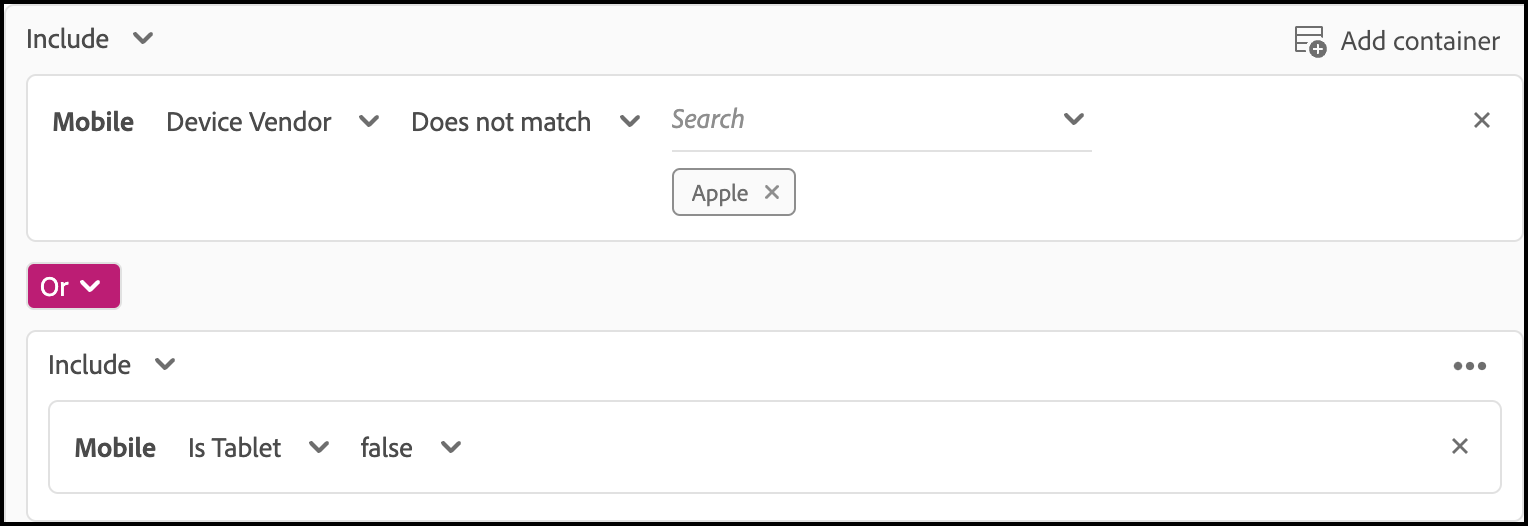 Include
Add container
Mobile Device Vendor Does not match Search
Apple
Or
Include
Mobile Is Tablet false